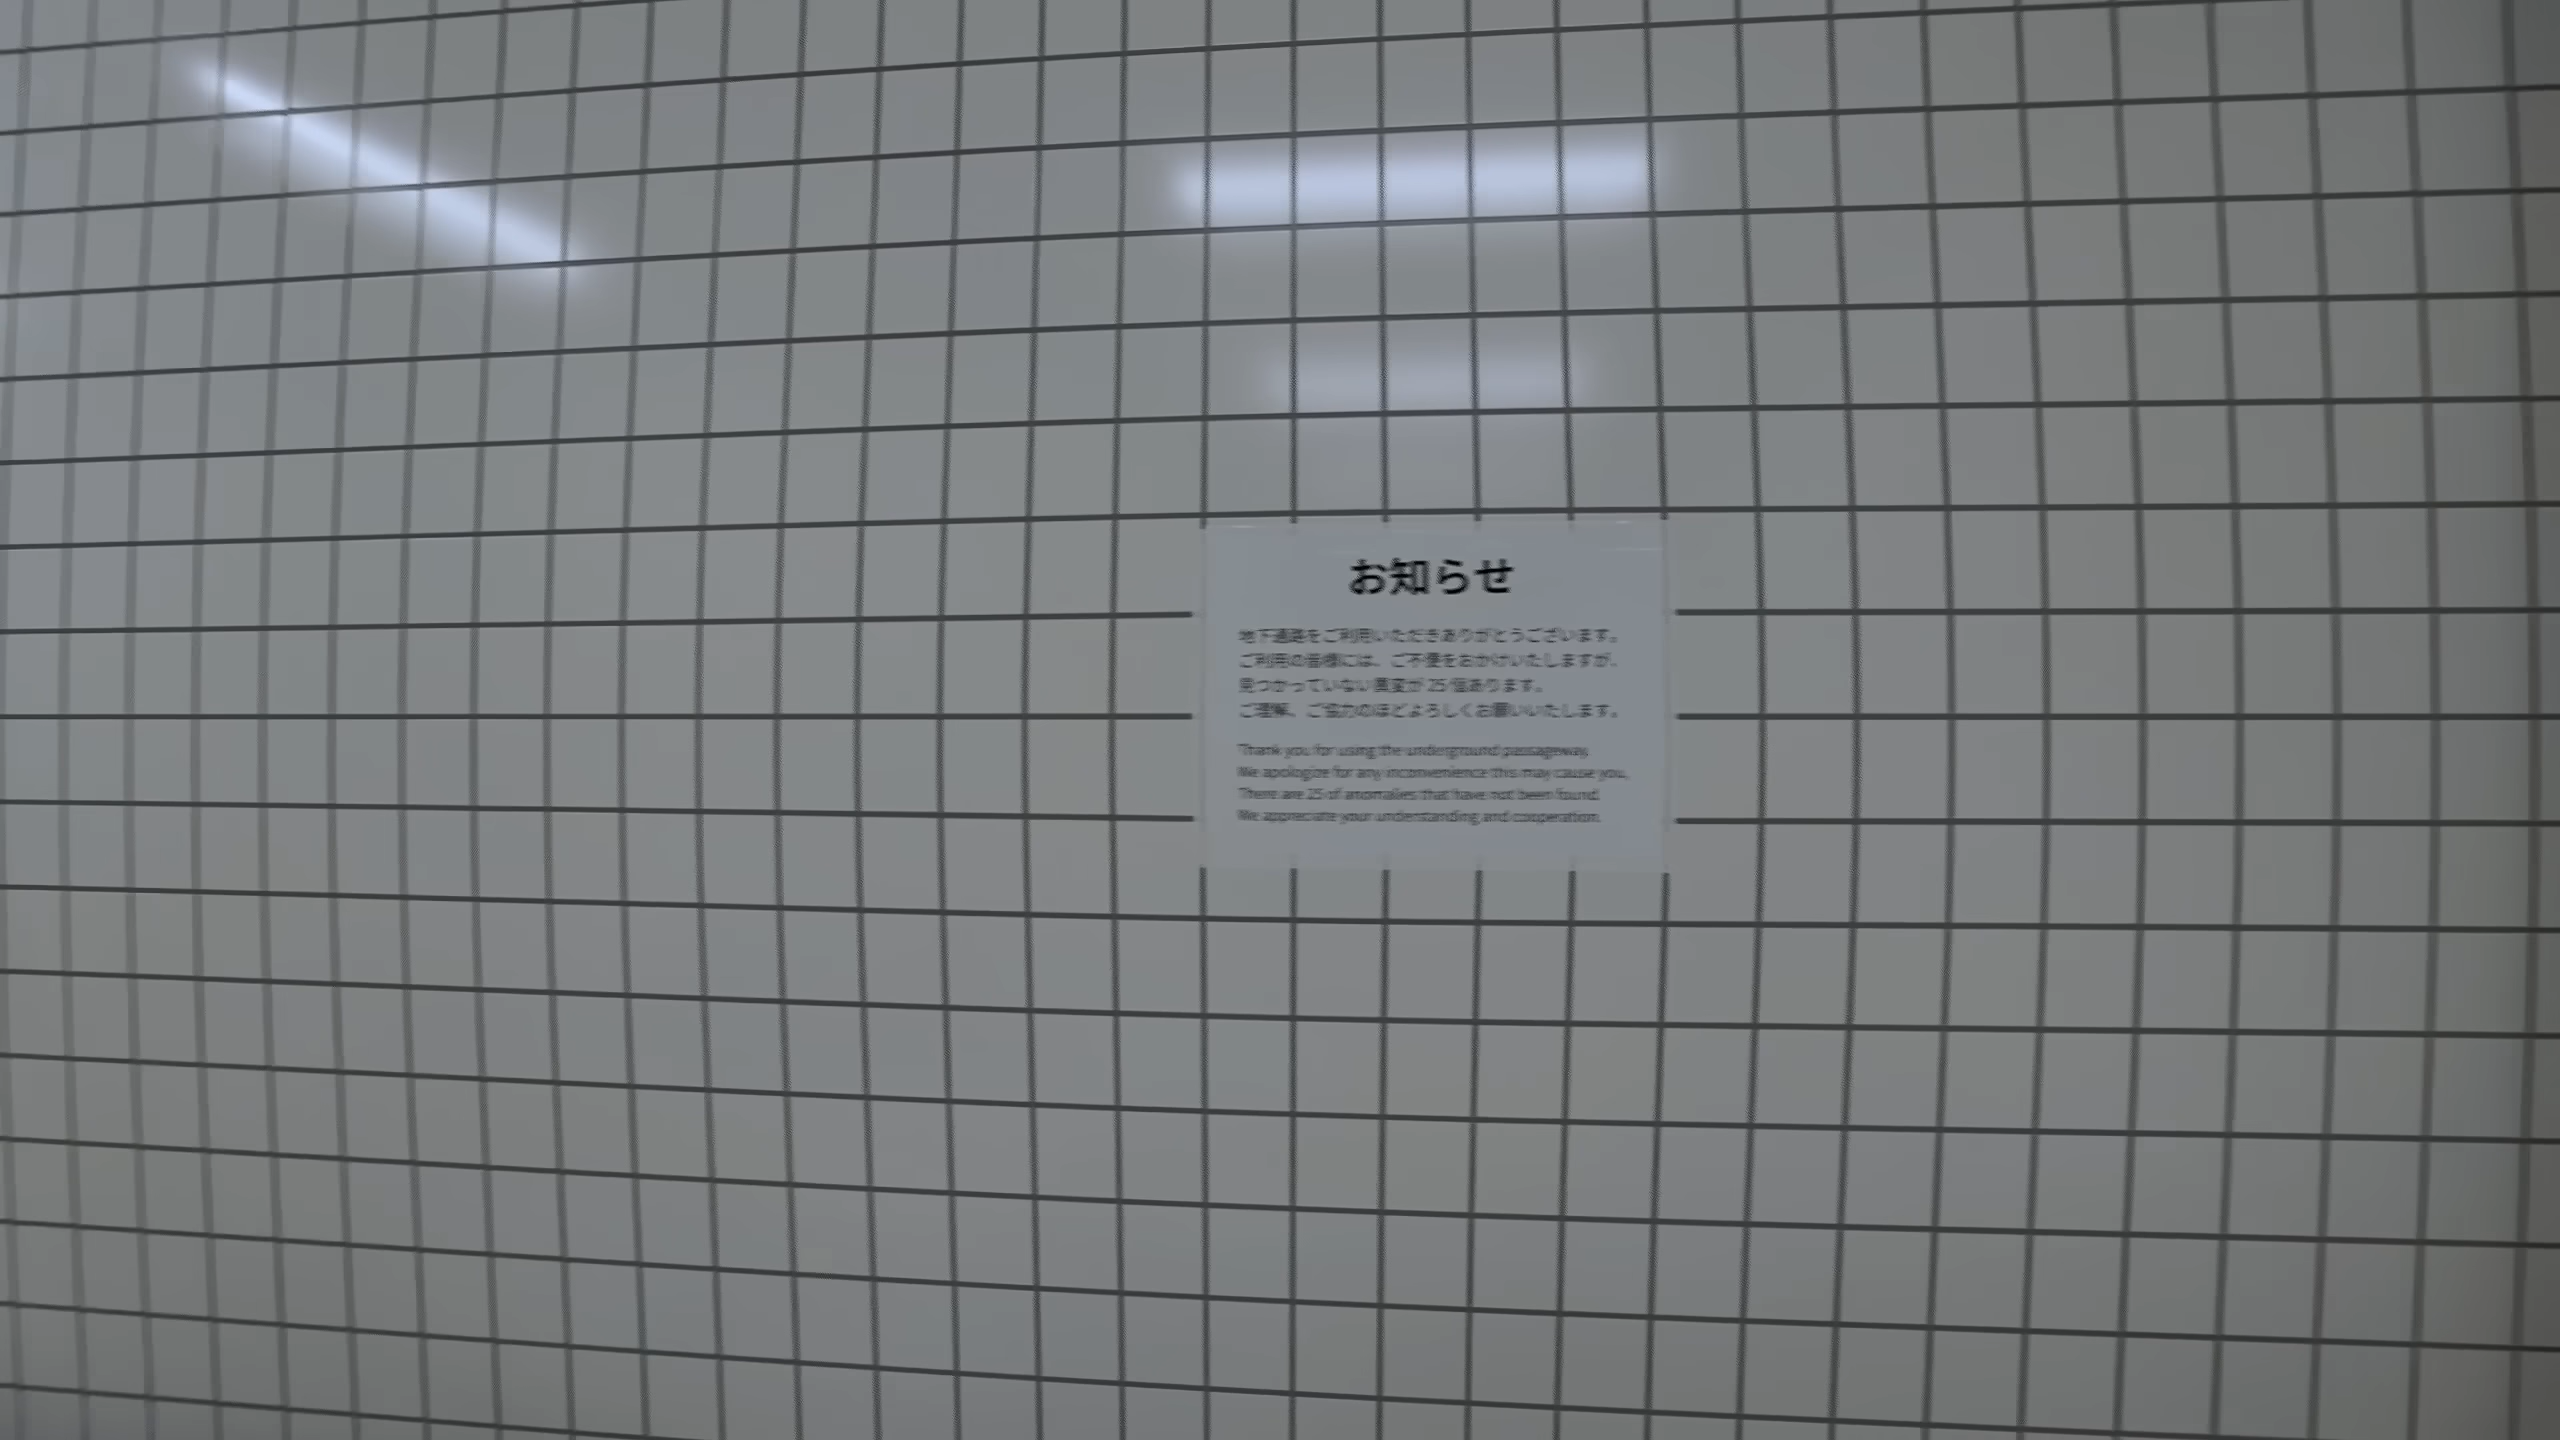 お知らせ
地下通路をご利用いただきありがとうございます。
ご利用の皆様には、ご不便をおかけいたしますが、
見つかっていない異変が 25 個あります。
ご理解、ご協力のほどよろしくお願いいたします。
Thank you for using the underground passageway.
We apologize for any inconvenience this may cause you.
There are 25 of anomalies that have not been found.
We appreciate your understanding and cooperation.